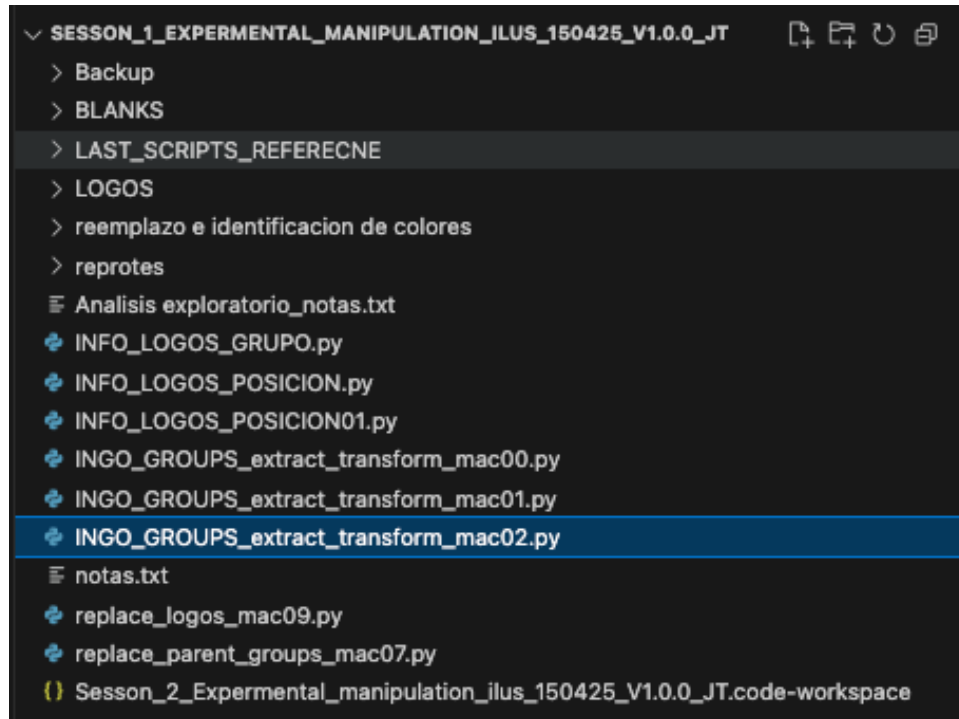 SESSON_1_EXPERMENTAL_MANIPULATION_ILUS_150425_V1.0.0_JT
Backup
BLANKS
LAST_SCRIPTS_REFERECNE
LOGOS
reemplazo e identificacion de colores
reprotes
Analisis exploratorio_notas.txt
INFO_LOGOS_GRUPO.py
INFO_LOGOS_POSICION.py
INFO_LOGOS_POSICION01.py
INGO_GROUPS_extract_transform_mac00.py
INGO_GROUPS_extract_transform_mac01.py
INGO_GROUPS_extract_transform_mac02.py
notas.txt
replace_logos_mac09.py
replace_parent_groups_mac07.py
{} Sesson_2_Expermental_manipulation_ilus_150425_V1.0.0_JT.code-workspace